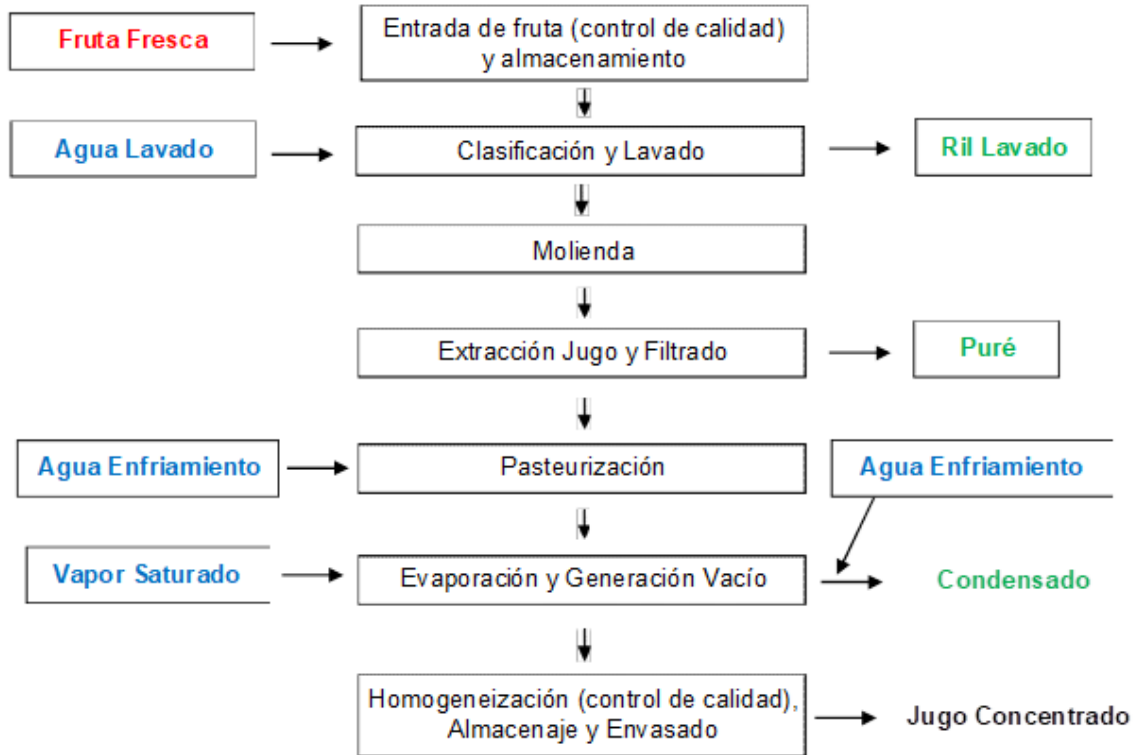 Fruta Fresca
Entrada de fruta (control de calidad)
y almacenamiento
Agua Lavado
Clasificación y Lavado
Ril Lavado
Molienda
Extracción Jugo y Filtrado
Puré
Agua Enfriamiento
Pasteurización
Agua Enfriamiento
Vapor Saturado
Evaporación y Generación Vacío
Condensado
Homogeneización (control de calidad),
Almacenaje y Envasado
Jugo Concentrado